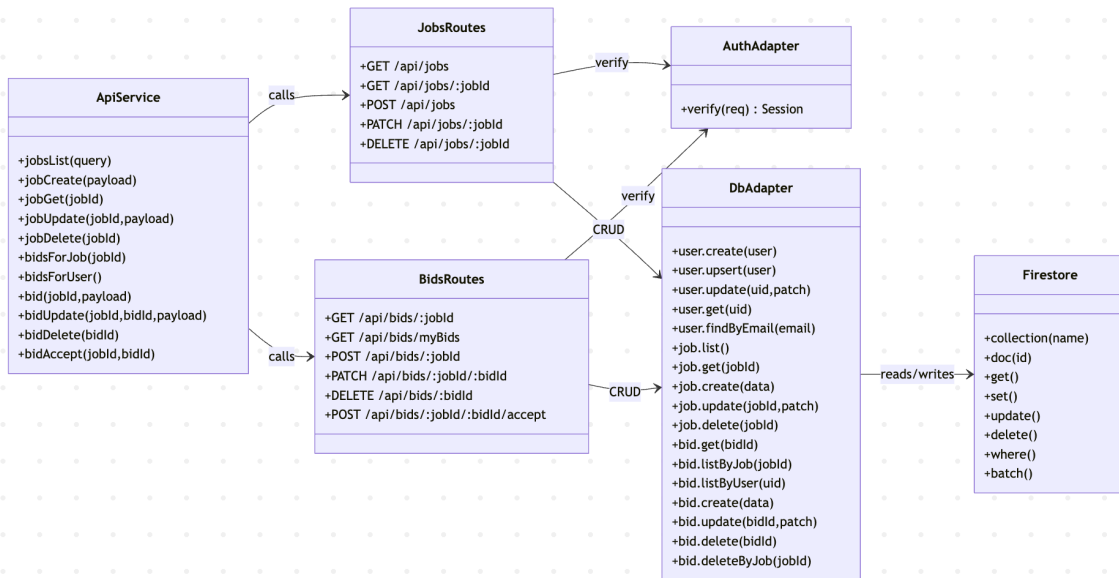 JobsRoutes
+GET /api/jobs
+GET /api/jobs/:jobId
+POST /api/jobs
+PATCH /api/jobs/:jobId
+DELETE /api/jobs/:jobId
AuthAdapter
+verify(req) : Session
verify
ApiService
+jobsList(query)
+jobCreate(payload)
+jobGet(jobId)
+jobUpdate(jobId,payload)
+jobDelete(jobId)
+bidsForJob(jobId)
+bidsForUser()
+bid(jobId,payload)
+bidUpdate(jobId,bidId,payload)
+bidDelete(bidId)
+bidAccept(jobId,bidId)
calls
calls
verify
CRUD
BidsRoutes
+GET /api/bids/:jobId
+GET /api/bids/myBids
+POST /api/bids/:jobId
+PATCH /api/bids/:jobId/:bidId
+DELETE /api/bids/:bidId
+POST /api/bids/:jobId/:bidId/accept
CRUD
DbAdapter
+user.create(user)
+user.upsert(user)
+user.update(uid,patch)
+user.get(uid)
+user.findByEmail(email)
+job.list()
+job.get(jobId)
+job.create(data)
+job.update(jobId,patch)
+job.delete(jobId)
+bid.get(bidId)
+bid.listByJob(jobId)
+bid.listByUser(uid)
+bid.create(data)
+bid.update(bidId,patch)
+bid.delete(bidId)
+bid.deleteByJob(jobId)
reads/writes
Firestore
+collection(name)
+doc(id)
+get()
+set()
+update()
+delete()
+where()
+batch()